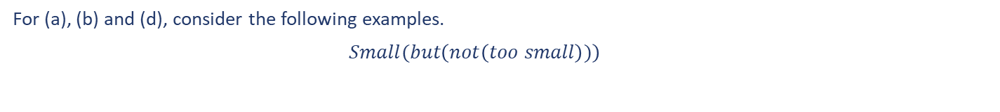 For (a), (b) and (d), consider the following examples.
Small(but(not(too small)))